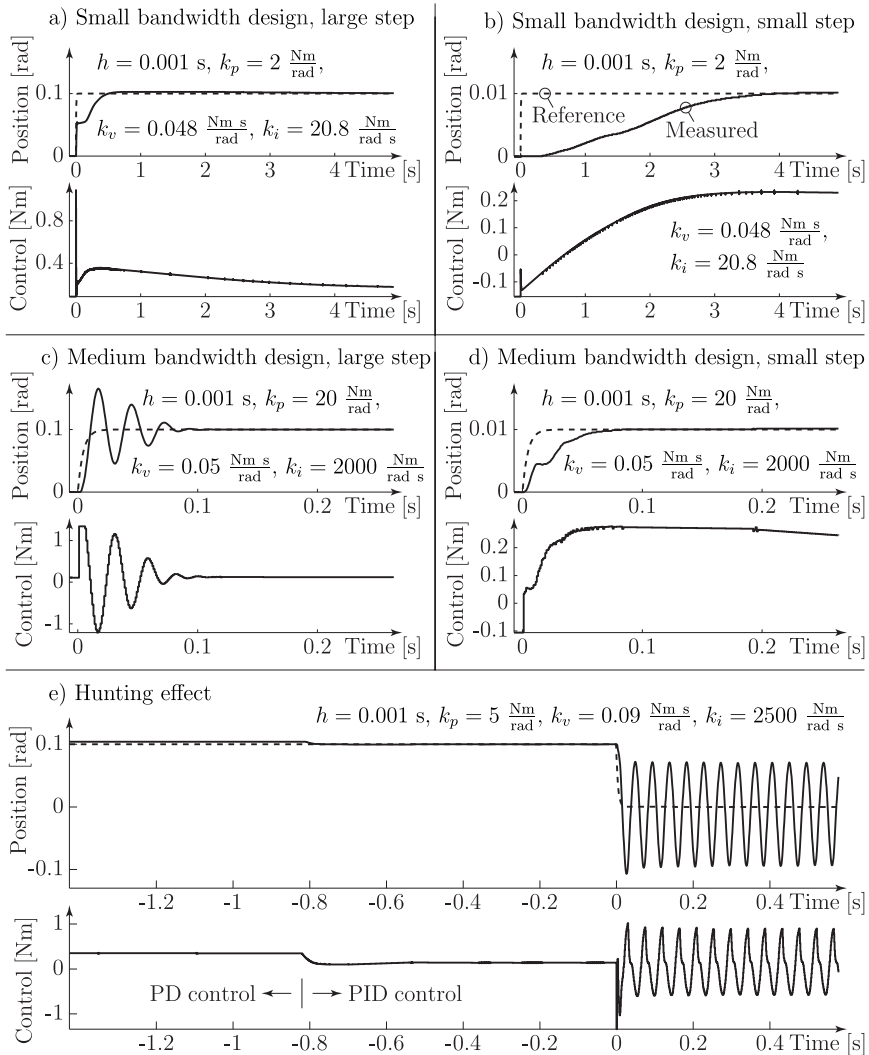 a) Small bandwidth design, large step
Position [rad]
h = 0.001 s, k_p = 2 Nm/rad,
k_v = 0.048 Nm s/rad, k_i = 20.8 Nm/rad s
0.1
0
0 1 2 3 4 Time [s]
Control [Nm]
0.8
0.4
0 1 2 3 4 Time [s]
b) Small bandwidth design, small step
Position [rad]
h = 0.001 s, k_p = 2 Nm/rad,
0.01
Reference
Measured
0
0 1 2 3 4 Time [s]
Control [Nm]
0.2
0.1
0
-0.1
k_v = 0.048 Nm s/rad,
k_i = 20.8 Nm/rad s
0 1 2 3 4 Time [s]
c) Medium bandwidth design, large step
Position [rad]
h = 0.001 s, k_p = 20 Nm/rad,
0.1
k_v = 0.05 Nm s/rad, k_i = 2000 Nm/rad s
0
0 0.1 0.2 Time [s]
Control [Nm]
1
0
-1
0 0.1 0.2 Time [s]
d) Medium bandwidth design, small step
Position [rad]
h = 0.001 s, k_p = 20 Nm/rad,
0.01
k_v = 0.05 Nm s/rad, k_i = 2000 Nm/rad s
0
0 0.1 0.2 Time [s]
Control [Nm]
0.2
0.1
0
-0.1
0 0.1 0.2 Time [s]
e) Hunting effect
h = 0.001 s, k_p = 5 Nm/rad, k_v = 0.09 Nm s/rad, k_i = 2500 Nm/rad s
Position [rad]
0.1
0
-0.1
-1.2 -1 -0.8 -0.6 -0.4 -0.2 0 0.2 0.4 Time [s]
Control [Nm]
1
0
-1
PD control
PID control
-1.2 -1 -0.8 -0.6 -0.4 -0.2 0 0.2 0.4 Time [s]